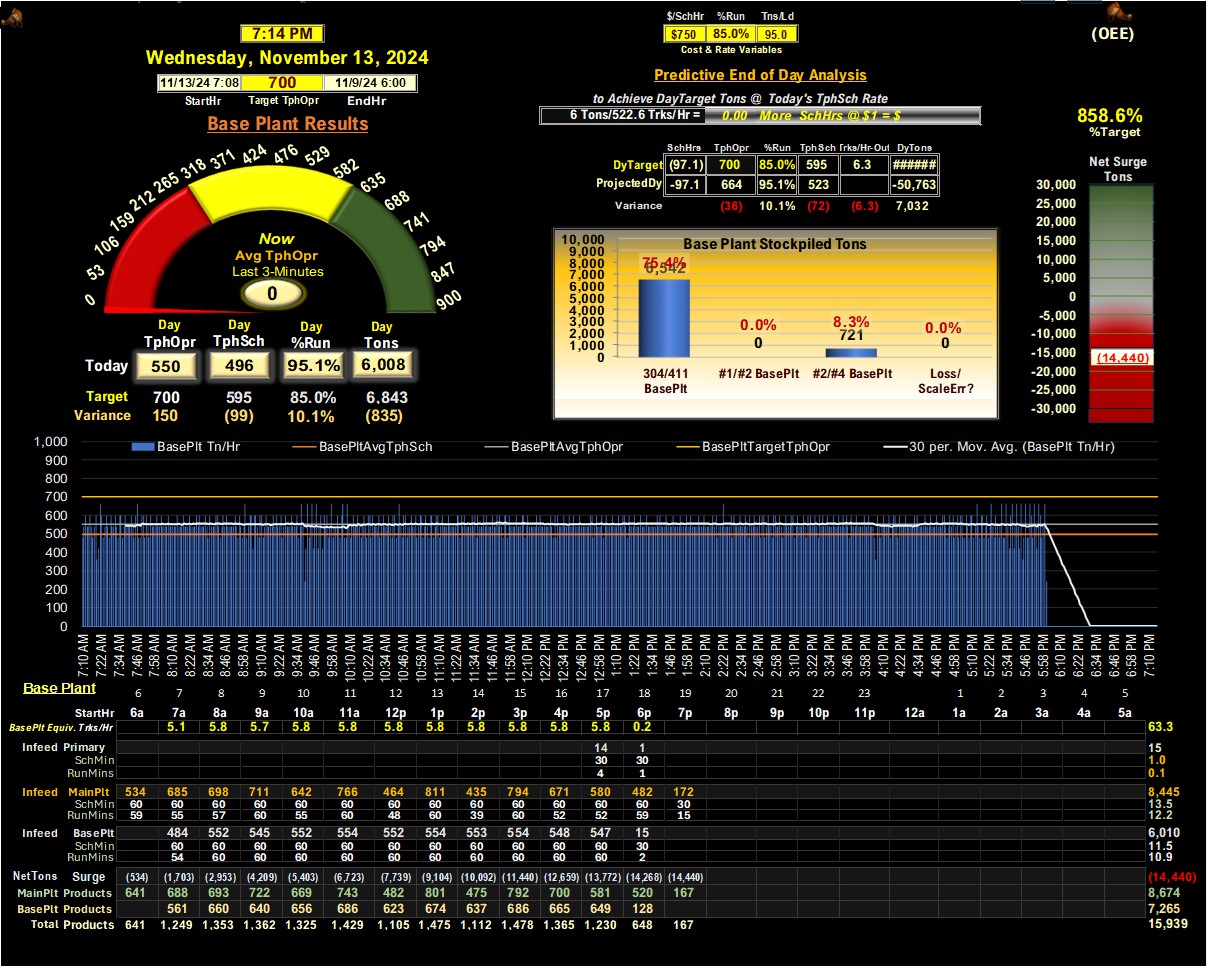 7:14 PM
Wednesday, November 13, 2024
11/13/24 7:08 700 11/9/24 6:00
StartHr Target TphOpr EndHr
Base Plant Results
0 53 106 159 212 265 318 371 424 476 529 582 635 688 741 794 847 900
Now
Avg TphOpr
Last 3-Minutes
0
Day TphOpr Day TphSch Day %Run Day Tons
Today 550 496 95.1% 6,008
Target 700 595 85.0% 6,843
Variance 150 (99) 10.1% (835)
$/SchHr %Run Tns/Ld
$750 85.0% 95.0
Cost & Rate Variables
Predictive End of Day Analysis
to Achieve DayTarget Tons @ Today's TphSch Rate
6 Tons/522.6 Trks/Hr = 0.00 More SchHrs @ $1 = $
SchHrs TphOpr %Run TphSch Trks/Hr-Out DyTons
DyTarget (97.1) 700 85.0% 595 6.3 ######
ProjectedDy -97.1 664 95.1% 523 -50,763
Variance (36) 10.1% (72) (6.3) 7,032
Base Plant Stockpiled Tons
10,000
9,000
8,000
7,000
6,000
5,000
4,000
3,000
2,000
1,000
0
75.4% 0.0% 8.3% 0.0%
6,542 0 721 0
304/411 BasePlt #1/#2 BasePlt #2/#4 BasePlt Loss/ ScaleErr?
(OEE)
858.6%
%Target
Net Surge
Tons
30,000
25,000
20,000
15,000
10,000
5,000
0
-5,000
-10,000
-15,000
-20,000
-25,000
-30,000
(14,440)
BasePlt Tn/Hr BasePltAvgTphSch BasePltAvgTphOpr BasePltTargetTphOpr 30 per. Mov. Avg. (BasePlt Tn/Hr)
1,000
900
800
700
600
500
400
300
200
100
0
7:10 AM 7:22 AM 7:34 AM 7:46 AM 7:58 AM 8:10 AM 8:22 AM 8:34 AM 8:46 AM 8:58 AM 9:10 AM 9:22 AM 9:34 AM 9:46 AM 9:58 AM 10:10 AM 10:22 AM 10:34 AM 10:46 AM 10:58 AM 11:10 AM 11:22 AM 11:34 AM 11:46 AM 11:58 AM 12:10 PM 12:22 PM 12:34 PM 12:46 PM 12:58 PM 1:10 PM 1:22 PM 1:34 PM 1:46 PM 1:58 PM 2:10 PM 2:22 PM 2:34 PM 2:46 PM 2:58 PM 3:10 PM 3:22 PM 3:34 PM 3:46 PM 3:58 PM 4:10 PM 4:22 PM 4:34 PM 4:46 PM 4:58 PM 5:10 PM 5:22 PM 5:34 PM 5:46 PM 5:58 PM 6:10 PM 6:22 PM 6:34 PM 6:46 PM 6:58 PM 7:10 PM
Base Plant 6 7 8 9 10 11 12 13 14 15 16 17 18 19 20 21 22 23 1 2 3 4 5
StartHr 6a 7a 8a 9a 10a 11a 12p 1p 2p 3p 4p 5p 6p 7p 8p 9p 10p 11p 12a 1a 2a 3a 4a 5a
BasePlt Equiv. Trks/Hr 5.1 5.8 5.7 5.8 5.8 5.8 5.8 5.8 5.8 5.8 5.8 0.2 63.3
Infeed Primary 14 1 15
SchMin 30 30 1.0
RunMins 4 1 0.1
Infeed MainPlt 534 685 698 711 642 766 464 811 435 794 671 580 482 172 8,445
SchMin 60 60 60 60 60 60 60 60 60 60 60 60 60 30 13.5
RunMins 59 55 57 60 55 60 48 60 39 60 52 52 59 15 12.2
Infeed BasePlt 484 552 545 552 554 552 554 553 554 548 547 15 6,010
SchMin 60 60 60 60 60 60 60 60 60 60 60 30 11.5
RunMins 54 60 60 60 60 60 60 60 60 60 60 2 10.9
NetTons Surge (534) (1,703) (2,953) (4,209) (5,403) (6,723) (7,739) (9,104) (10,092) (11,440) (12,659) (13,772) (14,268) (14,440) (14,440)
MainPlt Products 641 688 693 722 669 743 482 801 475 792 700 581 520 167 8,674
BasePlt Products 561 660 640 656 686 623 674 637 686 665 649 128 7,265
Total Products 641 1,249 1,353 1,362 1,325 1,429 1,105 1,475 1,112 1,478 1,365 1,230 648 167 15,939